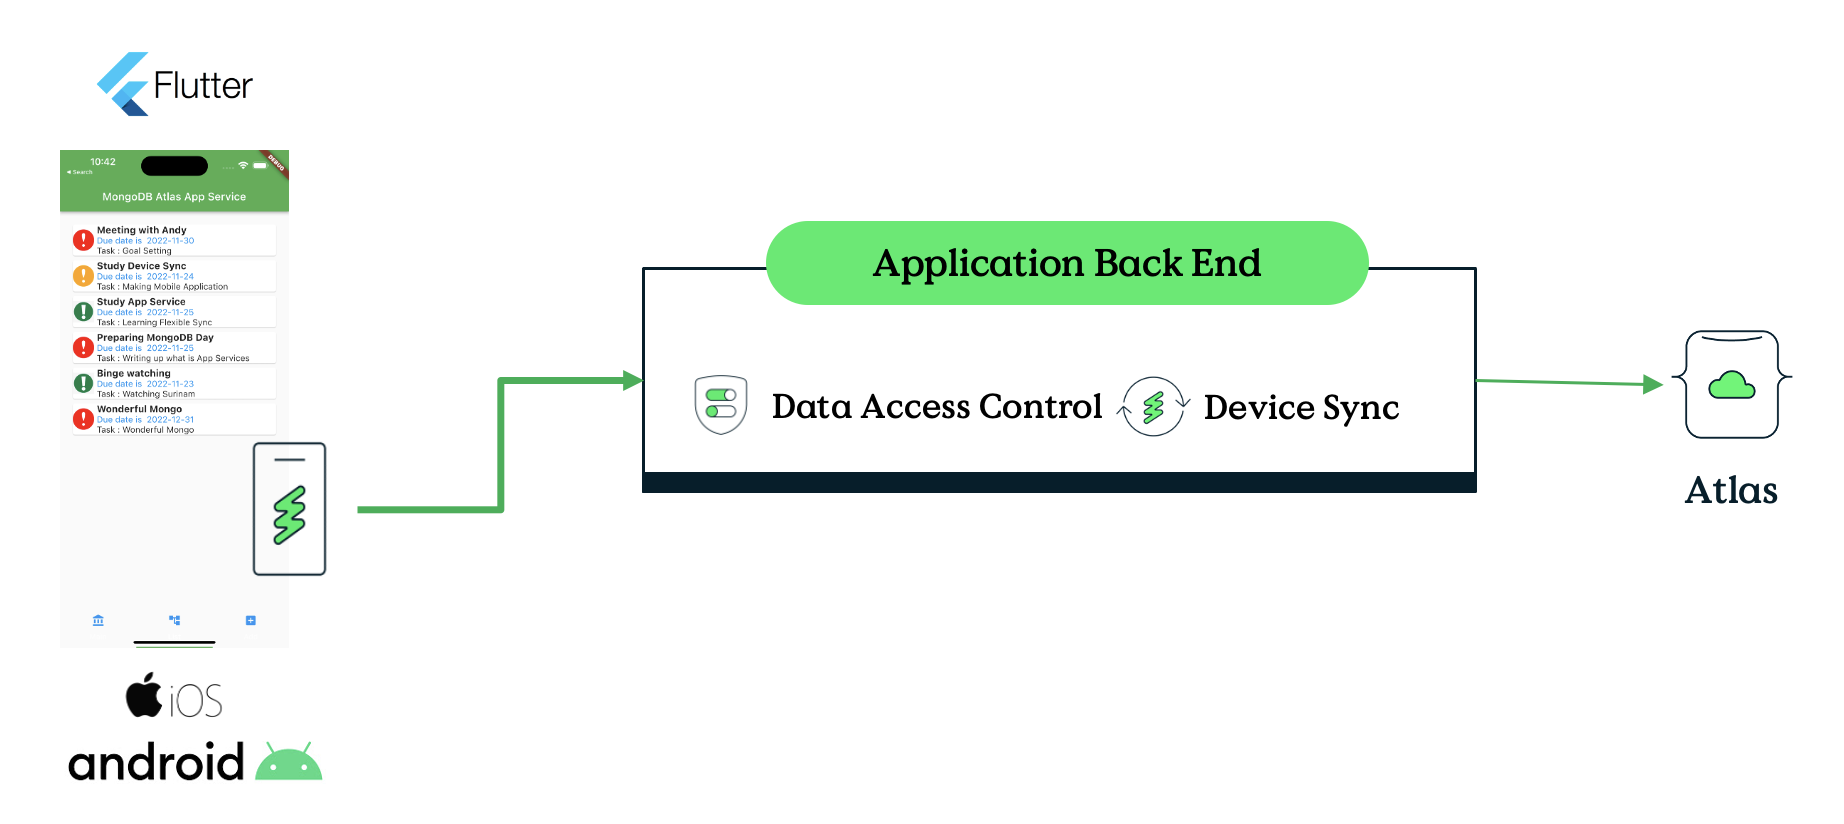 Flutter
10:42
DEBUG
◂ Search
MongoDB Atlas App Service
Meeting with Andy
Due date is 2022-11-30
Task : Goal Setting
Study Device Sync
Due date is 2022-11-24
Task : Making Mobile Application
Study App Service
Due date is 2022-11-25
Task : Learning Flexible Sync
Preparing MongoDB Day
Due date is 2022-11-25
Task : Writing up what is App Services
Binge watching
Due date is 2022-11-23
Task : Watching Surinam
Wonderful Mongo
Due date is 2022-12-31
Task : Wonderful Mongo
iOS
android
Application Back End
Data Access Control
Device Sync
Atlas